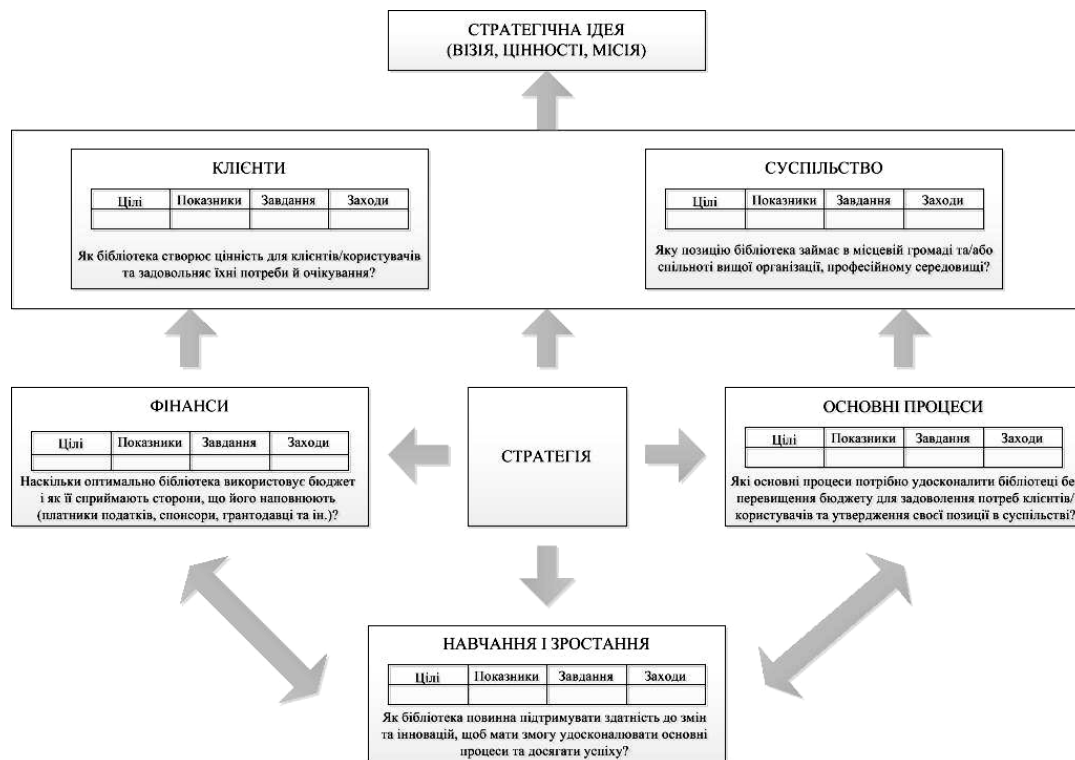 СТРАТЕГІЧНА ІДЕЯ
(ВІЗІЯ, ЦІННОСТІ, МІСІЯ)
КЛІЄНТИ
Цілі Показники Завдання Заходи
Як бібліотека створює цінність для клієнтів/користувачів
та задовольняє їхні потреби й очікування?
СУСПІЛЬСТВО
Цілі Показники Завдання Заходи
Яку позицію бібліотека займає в місцевій громаді та/або
спільноті вищої організації, професійному середовищі?
ФІНАНСИ
Цілі Показники Завдання Заходи
Наскільки оптимально бібліотека використовує бюджет
і як її сприймають сторони, що його наповнюють
(платники податків, спонсори, грантодавці та ін.)?
СТРАТЕГІЯ
ОСНОВНІ ПРОЦЕСИ
Цілі Показники Завдання Заходи
Які основні процеси потрібно удосконалити бібліотеці бе
перевищення бюджету для задоволення потреб клієнтів/
користувачів та утвердження своєї позиції в суспільстві?
НАВЧАННЯ І ЗРОСТАННЯ
Цілі Показники Завдання Заходи
Як бібліотека повинна підтримувати здатність до змін
та інновацій, щоб мати змогу удосконалювати основні
процеси та досягати успіху?